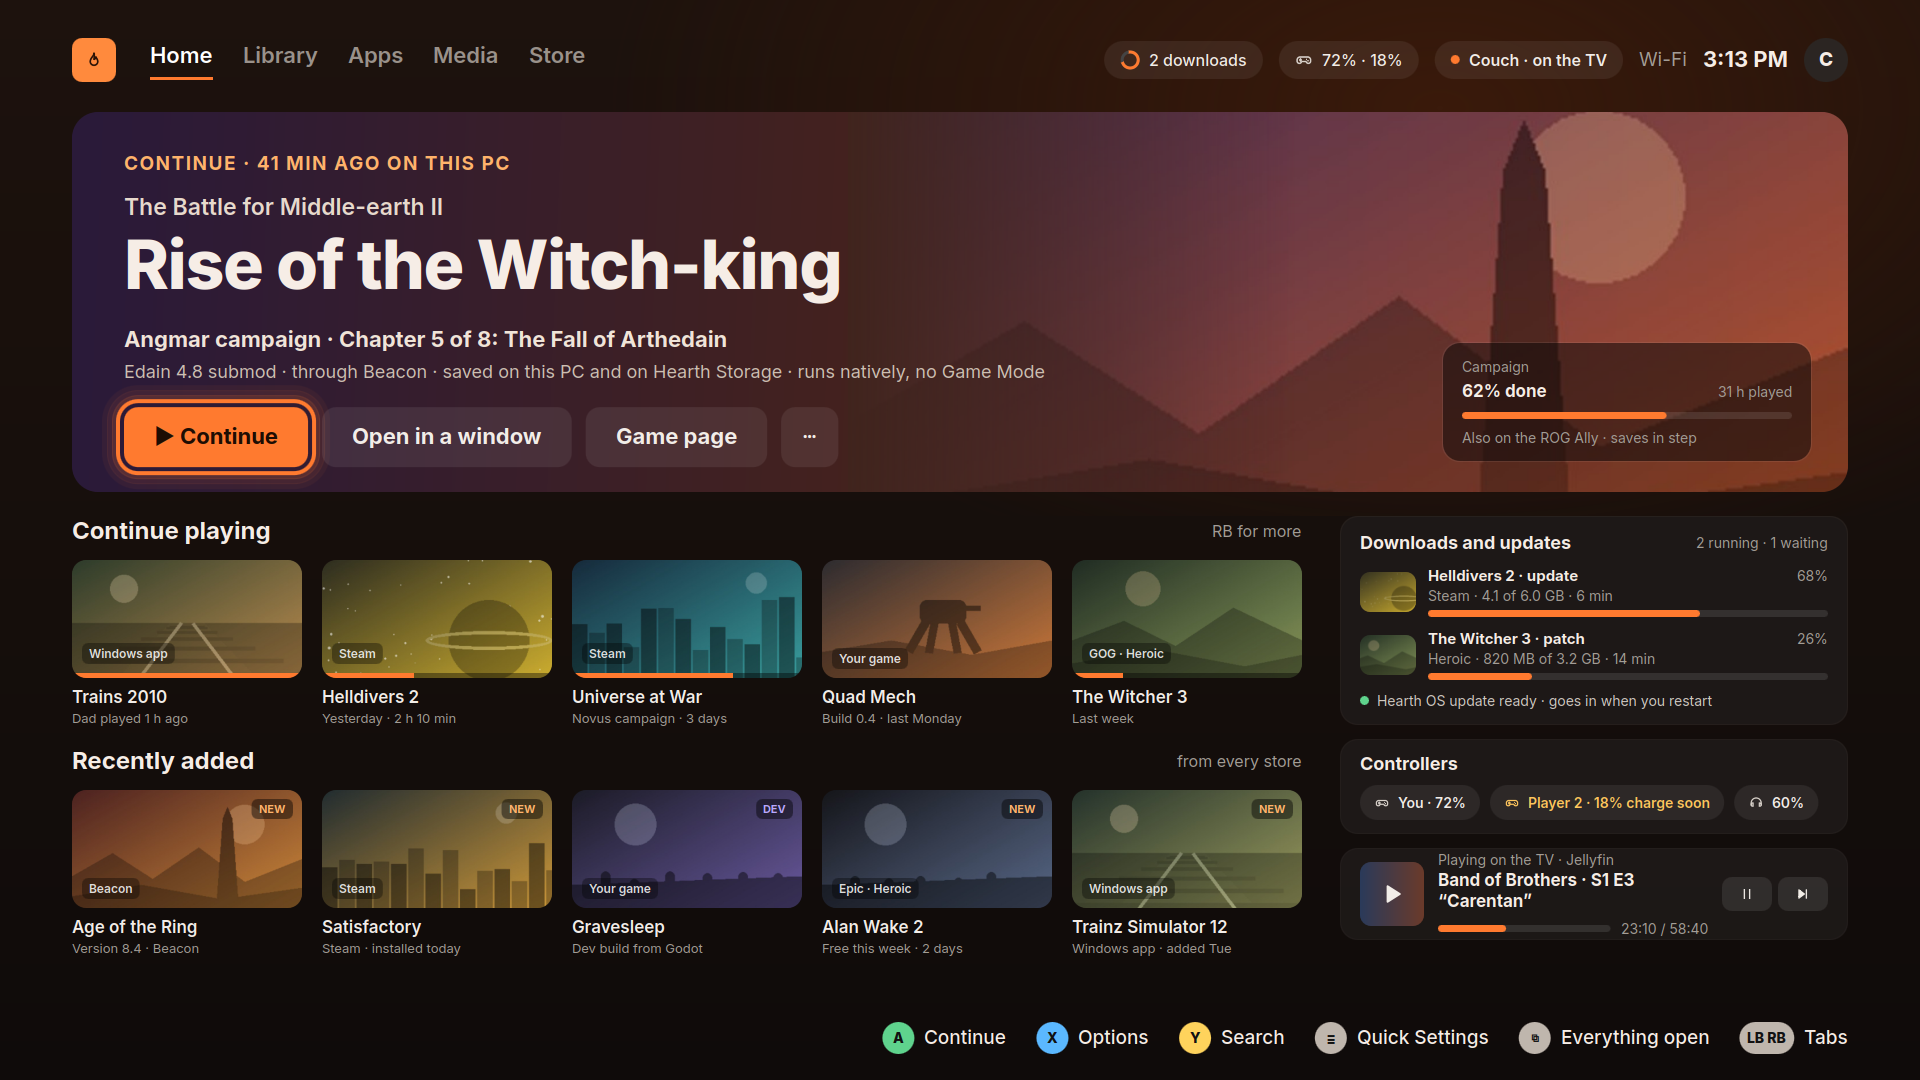 Home Library Apps Media Store
2 downloads
72% · 18%
Couch · on the TV
Wi-Fi
3:13 PM
C
CONTINUE · 41 MIN AGO ON THIS PC
The Battle for Middle-earth II
Rise of the Witch-king
Angmar campaign · Chapter 5 of 8: The Fall of Arthedain
Edain 4.8 submod · through Beacon · saved on this PC and on Hearth Storage · runs natively, no Game Mode
▶ Continue
Open in a window
Game page
···
Campaign
62% done
31 h played
Also on the ROG Ally · saves in step
Continue playing
RB for more
Windows app
Trains 2010
Dad played 1 h ago
Steam
Helldivers 2
Yesterday · 2 h 10 min
Steam
Universe at War
Novus campaign · 3 days
Your game
Quad Mech
Build 0.4 · last Monday
GOG · Heroic
The Witcher 3
Last week
Recently added
from every store
NEW
Beacon
Age of the Ring
Version 8.4 · Beacon
NEW
Steam
Satisfactory
Steam · installed today
DEV
Your game
Gravesleep
Dev build from Godot
NEW
Epic · Heroic
Alan Wake 2
Free this week · 2 days
NEW
Windows app
Trainz Simulator 12
Windows app · added Tue
Downloads and updates
2 running · 1 waiting
Helldivers 2 · update
68%
Steam · 4.1 of 6.0 GB · 6 min
The Witcher 3 · patch
26%
Heroic · 820 MB of 3.2 GB · 14 min
Hearth OS update ready · goes in when you restart
Controllers
You · 72%
Player 2 · 18% charge soon
60%
Playing on the TV · Jellyfin
Band of Brothers · S1 E3
“Carentan”
23:10 / 58:40
A Continue
X Options
Y Search
Quick Settings
Everything open
LB RB Tabs